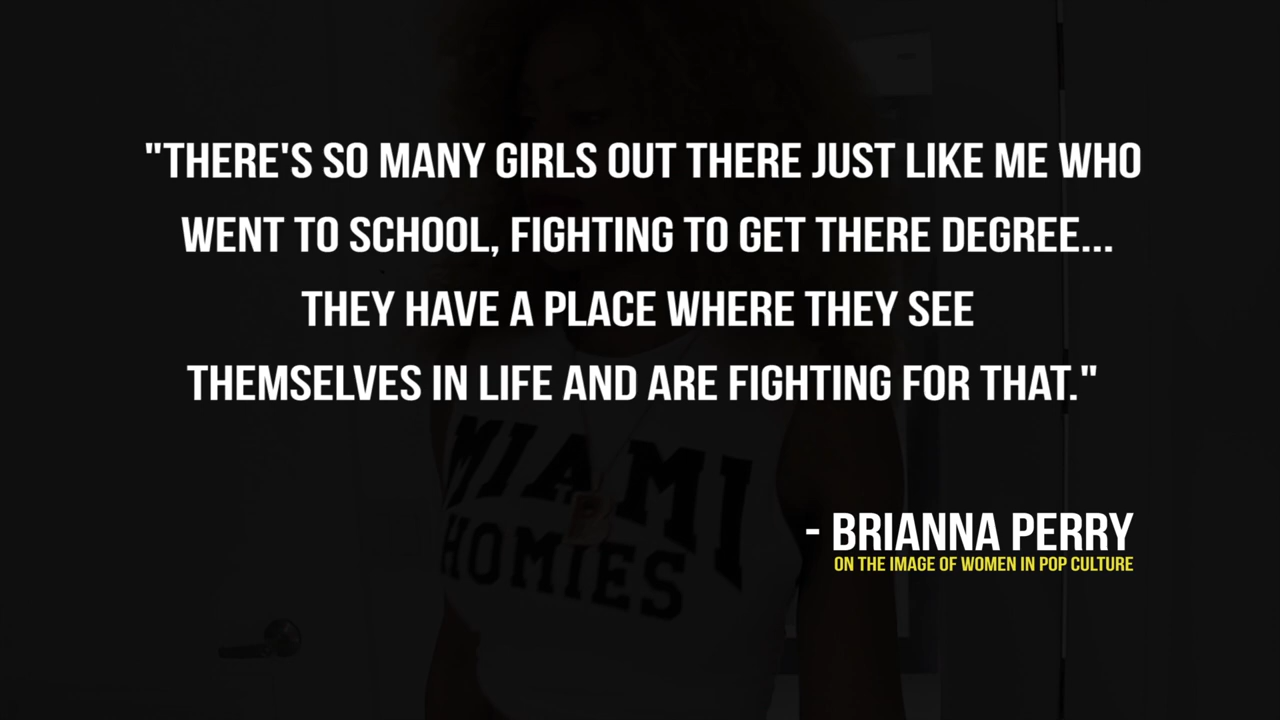 "THERE'S SO MANY GIRLS OUT THERE JUST LIKE ME WHO
WENT TO SCHOOL, FIGHTING TO GET THERE DEGREE...
THEY HAVE A PLACE WHERE THEY SEE
THEMSELVES IN LIFE AND ARE FIGHTING FOR THAT."
MIAMI
HOMIES
- BRIANNA PERRY
ON THE IMAGE OF WOMEN IN POP CULTURE